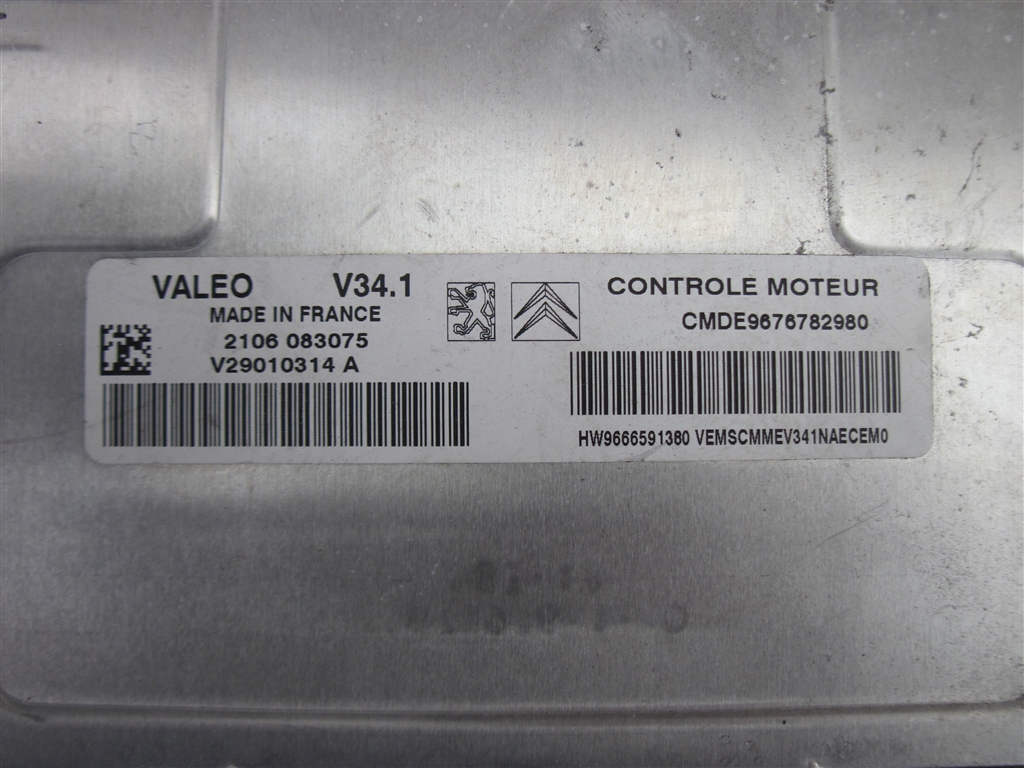 VALEO V34.1
MADE IN FRANCE
2106 083075
V29010314 A
CONTROLE MOTEUR
CMDE9676782980
HW9666591380 VEMSCMMEV341NAECEM0